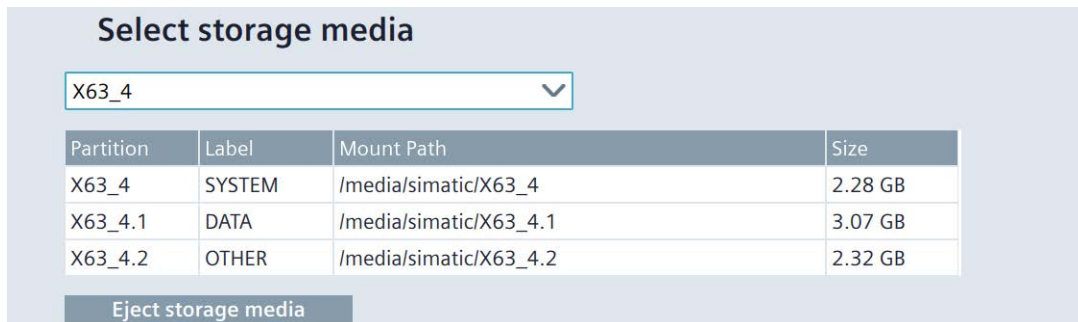 Select storage media
X63_4
Partition Label Mount Path Size
X63_4 SYSTEM /media/simatic/X63_4 2.28 GB
X63_4.1 DATA /media/simatic/X63_4.1 3.07 GB
X63_4.2 OTHER /media/simatic/X63_4.2 2.32 GB
Eject storage media